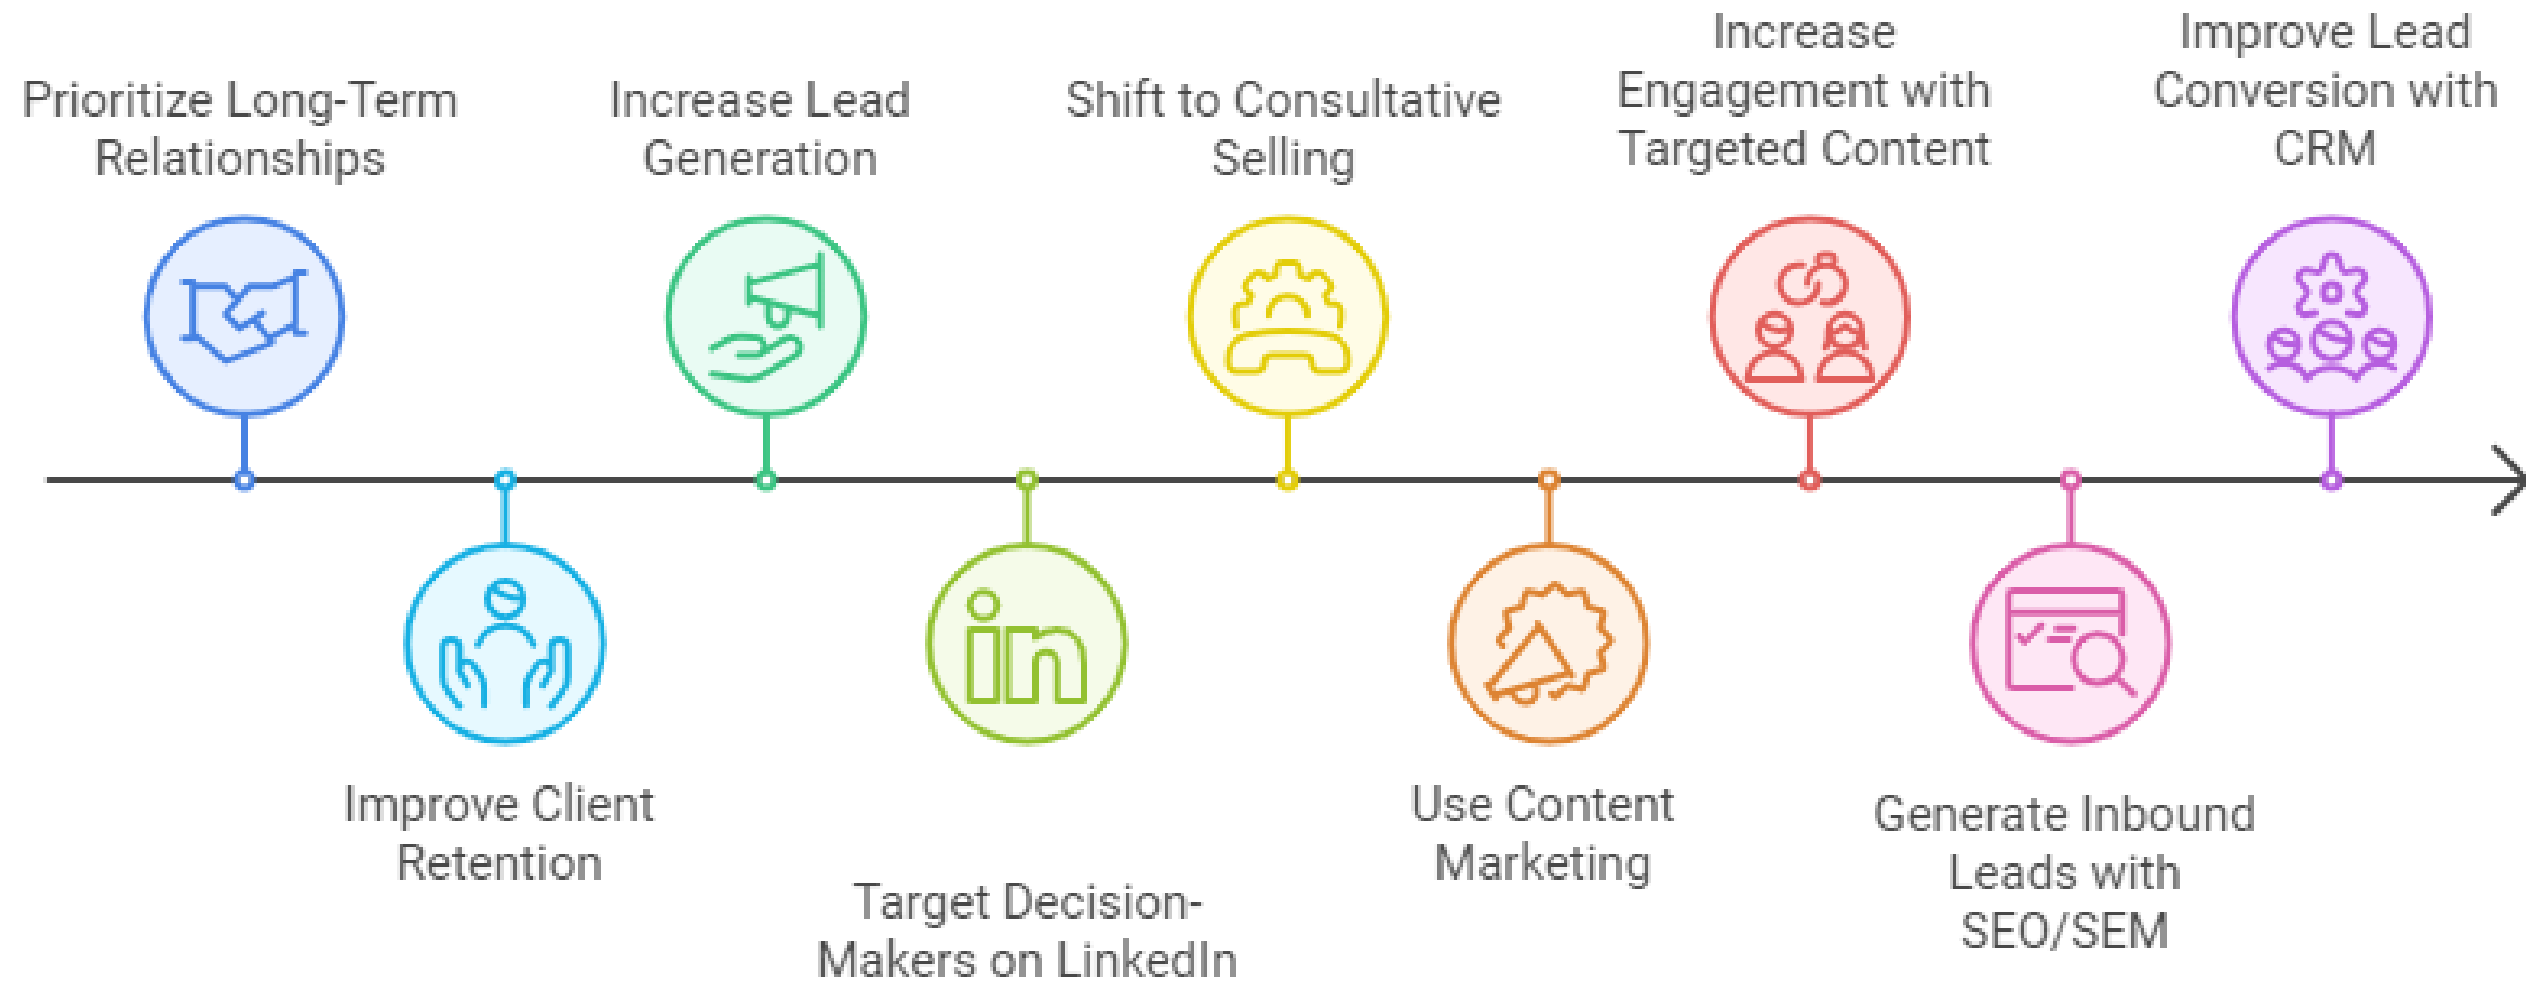 Prioritize Long-Term
Relationships
Improve Client
Retention
Increase Lead
Generation
in
Target Decision-
Makers on LinkedIn
Shift to Consultative
Selling
Use Content
Marketing
Increase
Engagement with
Targeted Content
Generate Inbound
Leads with
SEO/SEM
Improve Lead
Conversion with
CRM